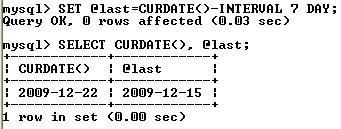 mysql> SET @last=CURDATE()-INTERVAL 7 DAY;
Query OK, 0 rows affected (0.03 sec)
mysql> SELECT CURDATE(), @last;
+------------+------------+
| CURDATE()  | @last      |
+------------+------------+
| 2009-12-22 | 2009-12-15 |
+------------+------------+
1 row in set (0.00 sec)